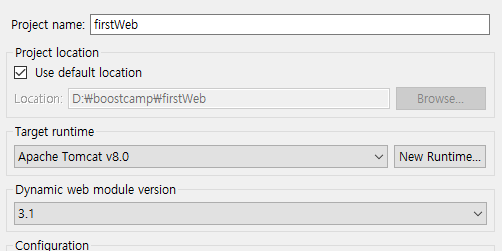 Project name: firstWeb
Project location
Use default location
Location: D:₩boostcamp₩firstWeb Browse...
Target runtime
Apache Tomcat v8.0 New Runtime...
Dynamic web module version
3.1
Configuration